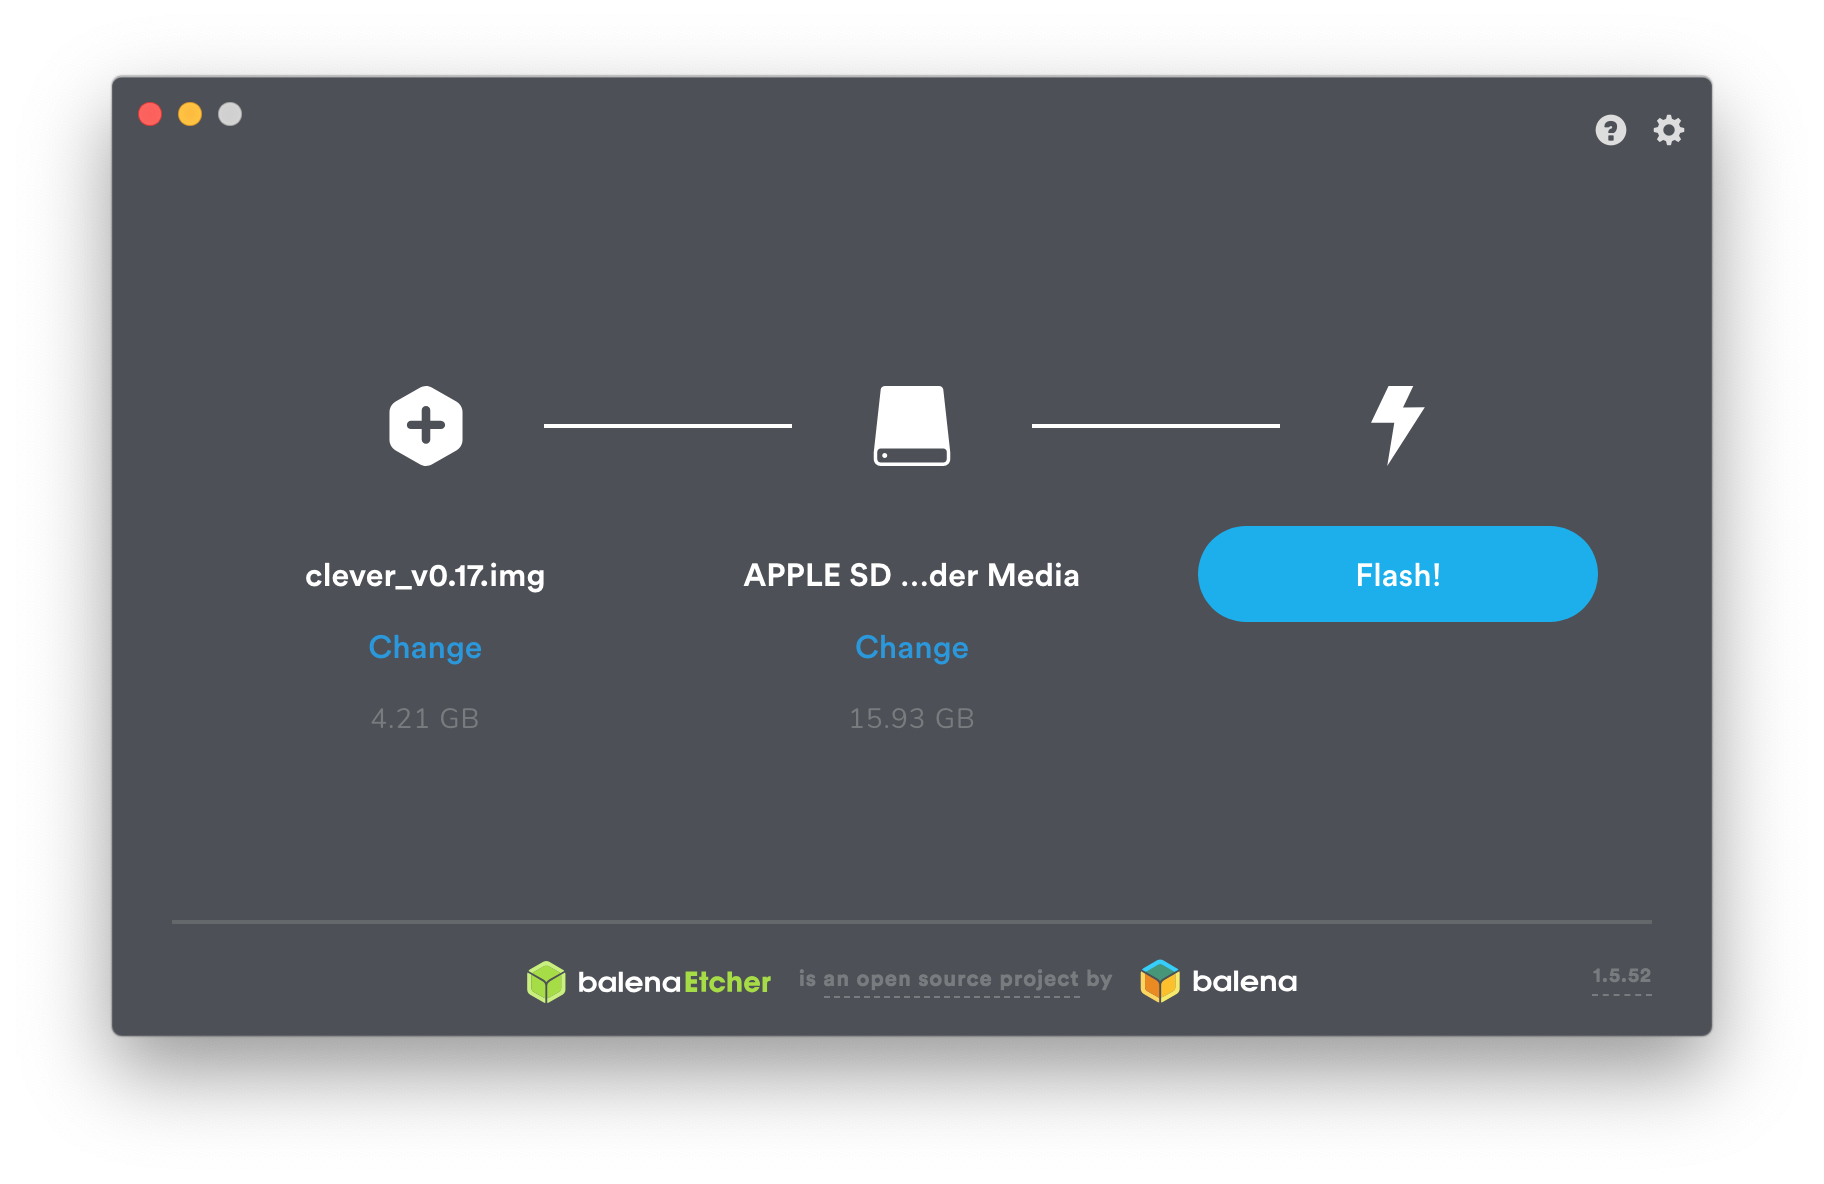 clever_v0.17.img
APPLE SD ...der Media
Flash!
Change
Change
4.21 GB
15.93 GB
balenaEtcher is an open source project by balena
1.5.52